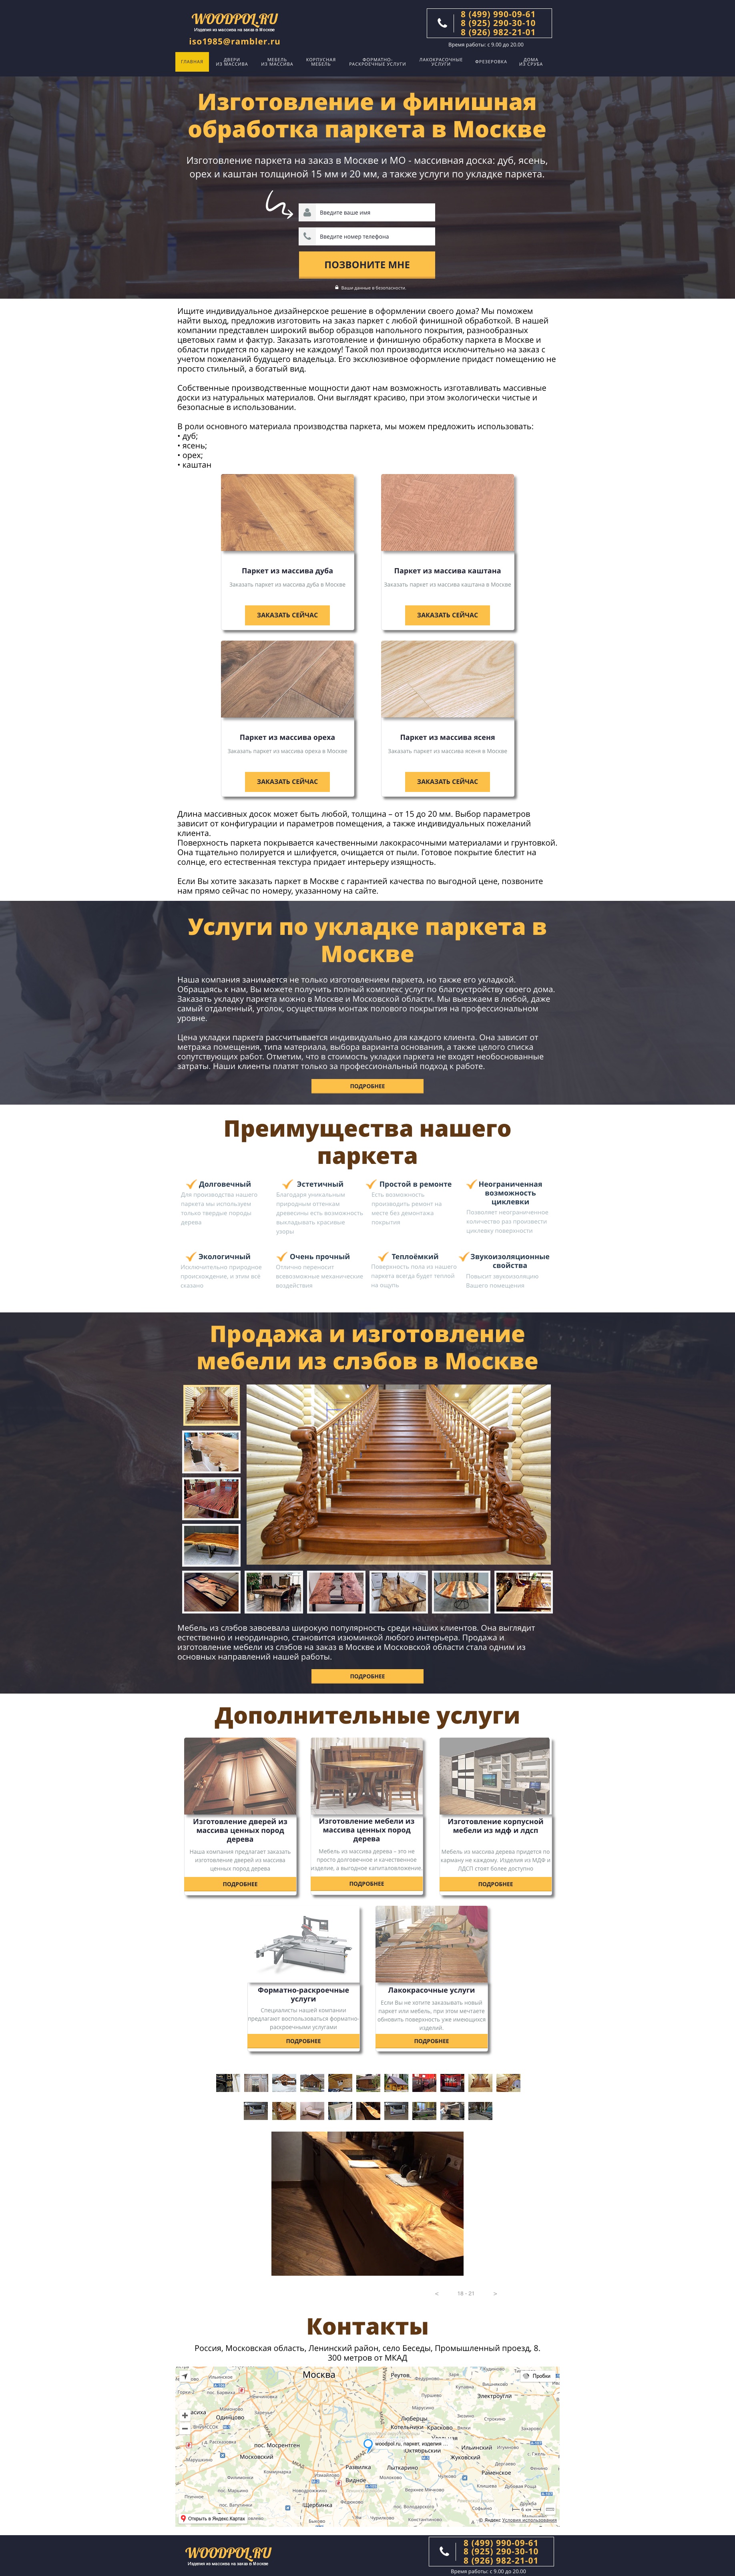 WOODPOL.RU
Изделия из массива на заказ в Москве
iso1985@rambler.ru
8 (499) 990-09-61
8 (925) 290-30-10
8 (926) 982-21-01
Время работы: с 9.00 до 20.00
ГЛАВНАЯ
ДВЕРИ
ИЗ МАССИВА
МЕБЕЛЬ
ИЗ МАССИВА
КОРПУСНАЯ
МЕБЕЛЬ
ФОРМАТНО-
РАСКРОЕЧНЫЕ УСЛУГИ
ЛАКОКРАСОЧНЫЕ
УСЛУГИ
ФРЕЗЕРОВКА
ДОМА
ИЗ СРУБА
Изготовление и финишная
обработка паркета в Москве
Изготовление паркета на заказ в Москве и МО - массивная доска: дуб, ясень,
орех и каштан толщиной 15 мм и 20 мм, а также услуги по укладке паркета.
Введите ваше имя
Введите номер телефона
ПОЗВОНИТЕ МНЕ
Ваши данные в безопасности.
Ищите индивидуальное дизайнерское решение в оформлении своего дома? Мы поможем
найти выход, предложив изготовить на заказ паркет с любой финишной обработкой. В нашей
компании представлен широкий выбор образцов напольного покрытия, разнообразных
цветовых гамм и фактур. Заказать изготовление и финишную обработку паркета в Москве и
области придется по карману не каждому! Такой пол производится исключительно на заказ с
учетом пожеланий будущего владельца. Его эксклюзивное оформление придаст помещению не
просто стильный, а богатый вид.
Собственные производственные мощности дают нам возможность изготавливать массивные
доски из натуральных материалов. Они выглядят красиво, при этом экологически чистые и
безопасные в использовании.
В роли основного материала производства паркета, мы можем предложить использовать:
• дуб;
• ясень;
• орех;
• каштан
Паркет из массива дуба
Заказать паркет из массива дуба в Москве
ЗАКАЗАТЬ СЕЙЧАС
Паркет из массива каштана
Заказать паркет из массива каштана в Москве
ЗАКАЗАТЬ СЕЙЧАС
Паркет из массива ореха
Заказать паркет из массива ореха в Москве
ЗАКАЗАТЬ СЕЙЧАС
Паркет из массива ясеня
Заказать паркет из массива ясеня в Москве
ЗАКАЗАТЬ СЕЙЧАС
Длина массивных досок может быть любой, толщина – от 15 до 20 мм. Выбор параметров
зависит от конфигурации и параметров помещения, а также индивидуальных пожеланий
клиента.
Поверхность паркета покрывается качественными лакокрасочными материалами и грунтовкой.
Она тщательно полируется и шлифуется, очищается от пыли. Готовое покрытие блестит на
солнце, его естественная текстура придает интерьеру изящность.
Если Вы хотите заказать паркет в Москве с гарантией качества по выгодной цене, позвоните
нам прямо сейчас по номеру, указанному на сайте.
Услуги по укладке паркета в
Москве
Наша компания занимается не только изготовлением паркета, но также его укладкой.
Обращаясь к нам, Вы можете получить полный комплекс услуг по благоустройству своего дома.
Заказать укладку паркета можно в Москве и Московской области. Мы выезжаем в любой, даже
самый отдаленный, уголок, осуществляя монтаж полового покрытия на профессиональном
уровне.
Цена укладки паркета рассчитывается индивидуально для каждого клиента. Она зависит от
метража помещения, типа материала, выбора варианта основания, а также целого списка
сопутствующих работ. Отметим, что в стоимость укладки паркета не входят необоснованные
затраты. Наши клиенты платят только за профессиональный подход к работе.
ПОДРОБНЕЕ
Преимущества нашего
паркета
Долговечный
Для производства нашего
паркета мы используем
только твердые породы
дерева
Эстетичный
Благодаря уникальным
природным оттенкам
древесины есть возможность
выкладывать красивые
узоры
Простой в ремонте
Есть возможность
производить ремонт на
месте без демонтажа
покрытия
Неограниченная
возможность
циклевки
Позволяет неограниченное
количество раз произвести
циклевку поверхности
Экологичный
Исключительно природное
происхождение, и этим всё
сказано
Очень прочный
Отлично переносит
всевозможные механические
воздействия
Теплоёмкий
Поверхность пола из нашего
паркета всегда будет теплой
на ощупь
Звукоизоляционные
свойства
Повысит звукоизоляцию
Вашего помещения
Продажа и изготовление
мебели из слэбов в Москве
Мебель из слэбов завоевала широкую популярность среди наших клиентов. Она выглядит
естественно и неординарно, становится изюминкой любого интерьера. Продажа и
изготовление мебели из слэбов на заказ в Москве и Московской области стала одним из
основных направлений нашей работы.
ПОДРОБНЕЕ
Дополнительные услуги
Изготовление дверей из
массива ценных пород
дерева
Наша компания предлагает заказать
изготовление дверей из массива
ценных пород дерева
ПОДРОБНЕЕ
Изготовление мебели из
массива ценных пород
дерева
Мебель из массива дерева – это не
просто долговечное и качественное
изделие, а выгодное капиталовложение
ПОДРОБНЕЕ
Изготовление корпусной
мебели из мдф и лдсп
Мебель из массива дерева придется по
карману не каждому. Изделия из МДФ и
ЛДСП стоят более доступно
ПОДРОБНЕЕ
Форматно-раскроечные
услуги
Специалисты нашей компании
предлагают воспользоваться форматно-
раскроечными услугами
ПОДРОБНЕЕ
Лакокрасочные услуги
Если Вы не хотите заказывать новый
паркет или мебель, при этом мечтаете
обновить поверхность уже имеющихся
изделий.
ПОДРОБНЕЕ
< 18 - 21 >
Контакты
Россия, Московская область, Ленинский район, село Беседы, Промышленный проезд, 8.
300 метров от МКАД
Москва
Реутов
Пробки
Электроугли
Одинцово
Люберцы
Котельники
Красково
пос. Мосрентген
woodpol.ru, паркет, изделия ...
Октябрьский
Ильинский
Московский
Жуковский
Развилка
Лыткарино
Раменское
Видное
Щербинка
Открыть в Яндекс.Картах
© Яндекс Условия использования
WOODPOL.RU
Изделия из массива на заказ в Москве
8 (499) 990-09-61
8 (925) 290-30-10
8 (926) 982-21-01
Время работы: с 9.00 до 20.00